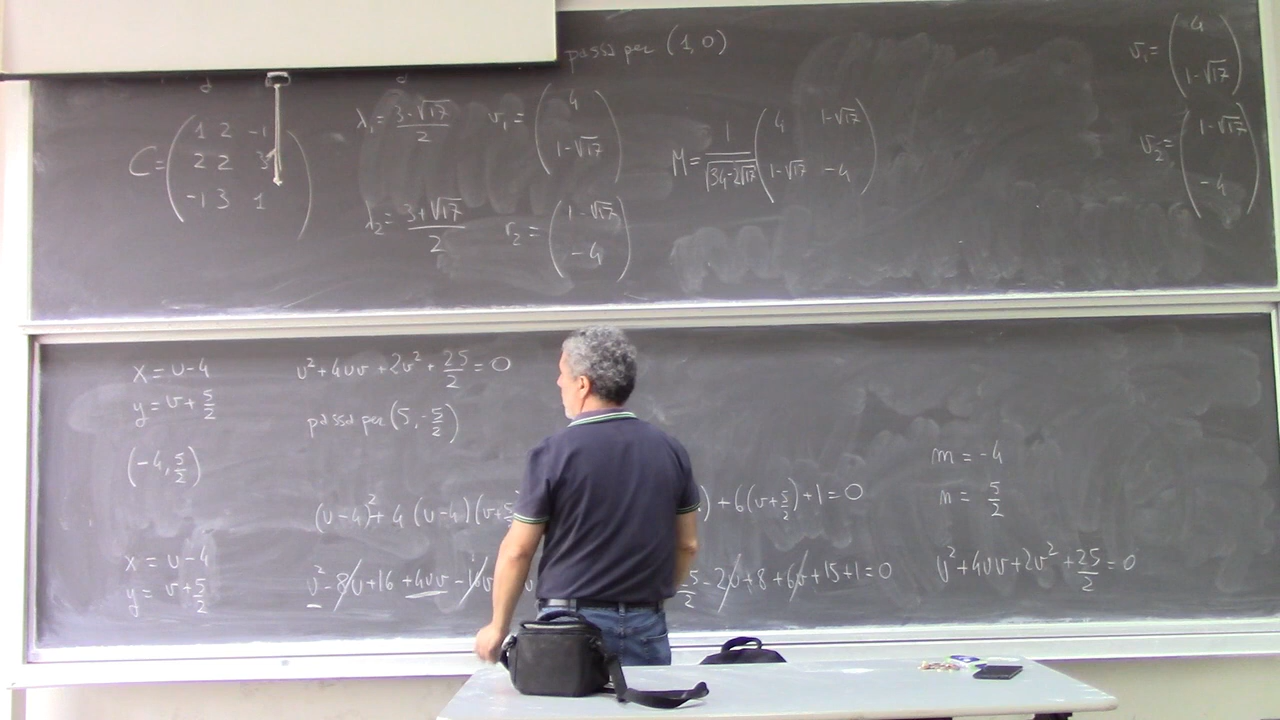 passa per (1, 0)
C = ( 1 2 -1
2 2 3
-1 3 1 )
λ₁ = (3-√17)/2 v₁ = ( 4
1-√17 )
λ₂ = (3+√17)/2 v₂ = ( 1-√17
-4 )
M = 1/√(34-2√17) ( 4 1-√17
1-√17 -4 )
v₁ = ( 4
1-√17 )
v₂ = ( 1-√17
-4 )
x = u-4
y = v+5/2
(-4, 5/2)
x = u-4
y = v+5/2
u²+4uv+2v²+25/2=0
passa per (5, -5/2)
(u-4)²+4(u-4)(v+5 ) +6(v+5/2)+1=0
u²-8u+16+4uv-1 5/2-2u+8+6v+15+1=0
m = -4
n = 5/2
u²+4uv+2v²+25/2=0